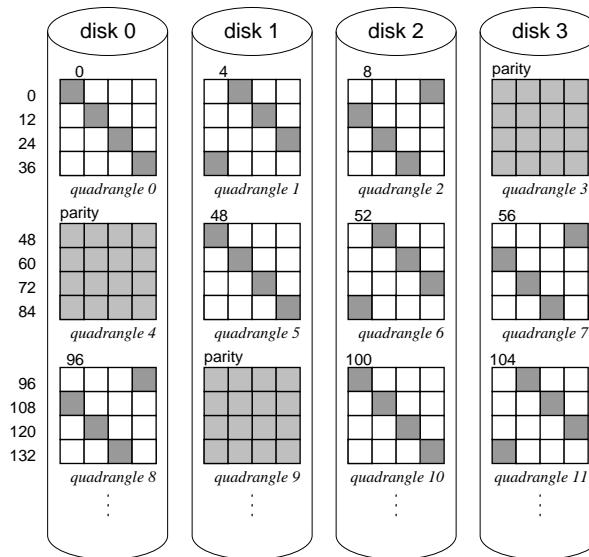 disk 0 disk 1 disk 2 disk 3
0 4 8 parity
0
12
24
36
quadrangle 0 quadrangle 1 quadrangle 2 quadrangle 3
parity 48 52 56
48
60
72
84
quadrangle 4 quadrangle 5 quadrangle 6 quadrangle 7
96 parity 100 104
96
108
120
132
quadrangle 8 quadrangle 9 quadrangle 10 quadrangle 11